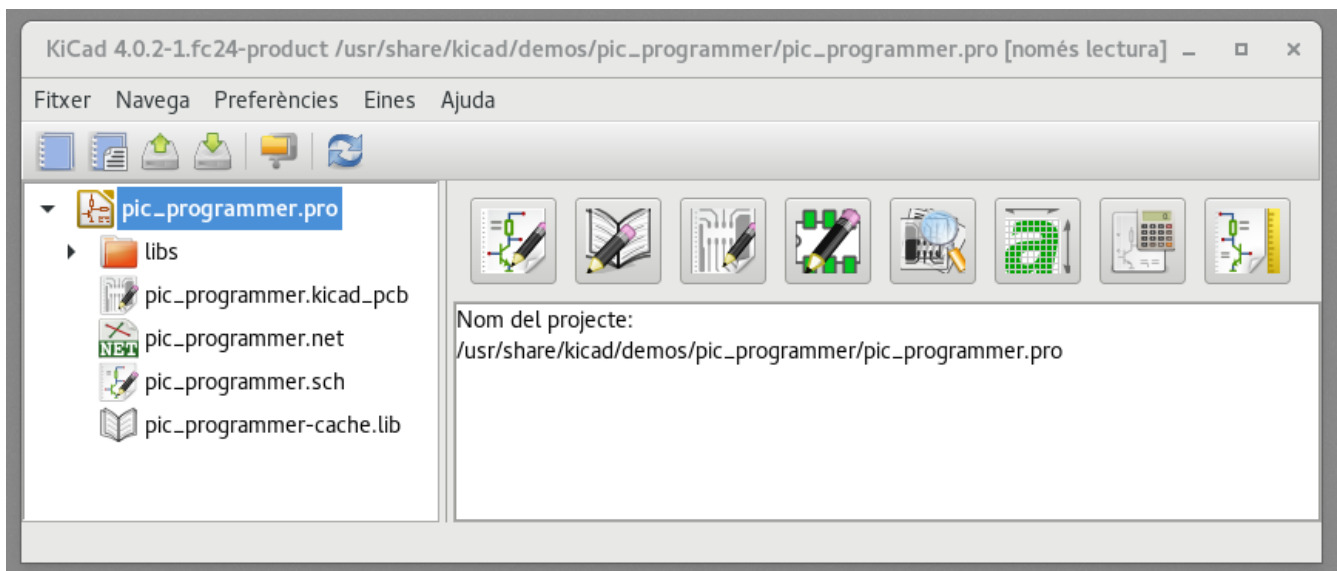 KiCad 4.0.2-1.fc24-product /usr/share/kicad/demos/pic_programmer/pic_programmer.pro [només lectura]
Fitxer Navega Preferències Eines Ajuda
pic_programmer.pro
libs
pic_programmer.kicad_pcb
NET pic_programmer.net
pic_programmer.sch
pic_programmer-cache.lib
a
Nom del projecte:
/usr/share/kicad/demos/pic_programmer/pic_programmer.pro